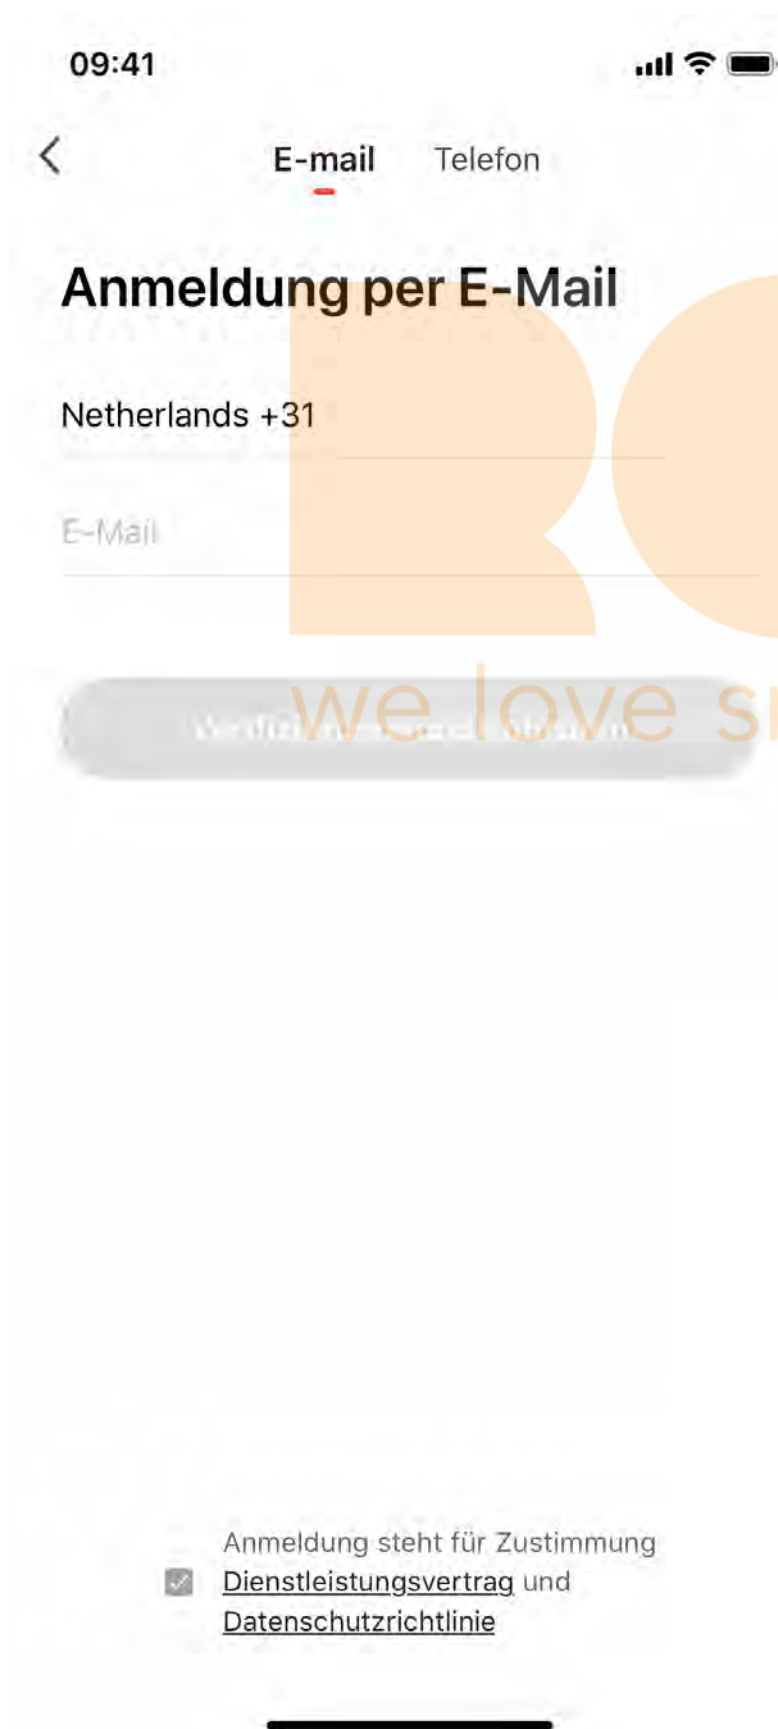 09:41
E-mail Telefon
Anmeldung per E-Mail
Netherlands +31
E-Mail
we love
Anmeldung steht für Zustimmung
Dienstleistungsvertrag und
Datenschutzrichtlinie